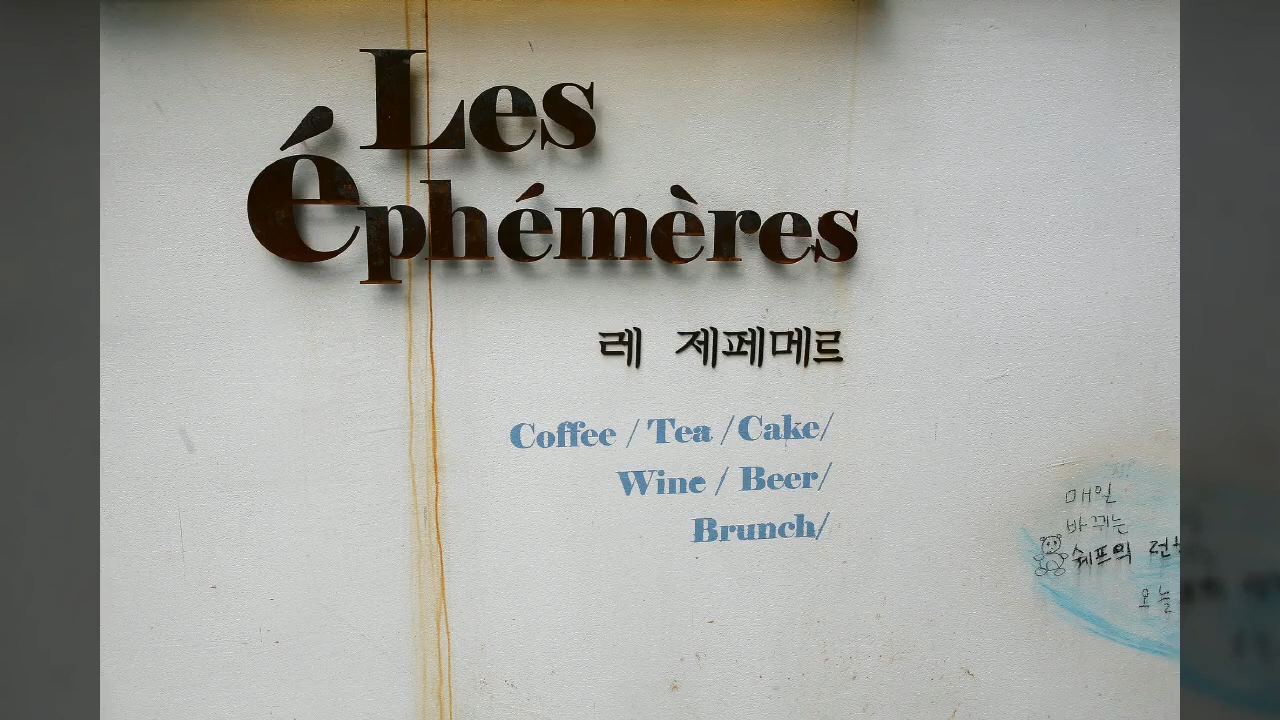 Les
éphémères
레 제페메르
Coffee / Tea / Cake/
Wine / Beer/
Brunch/
매일
바뀌는
쉐프의
오늘